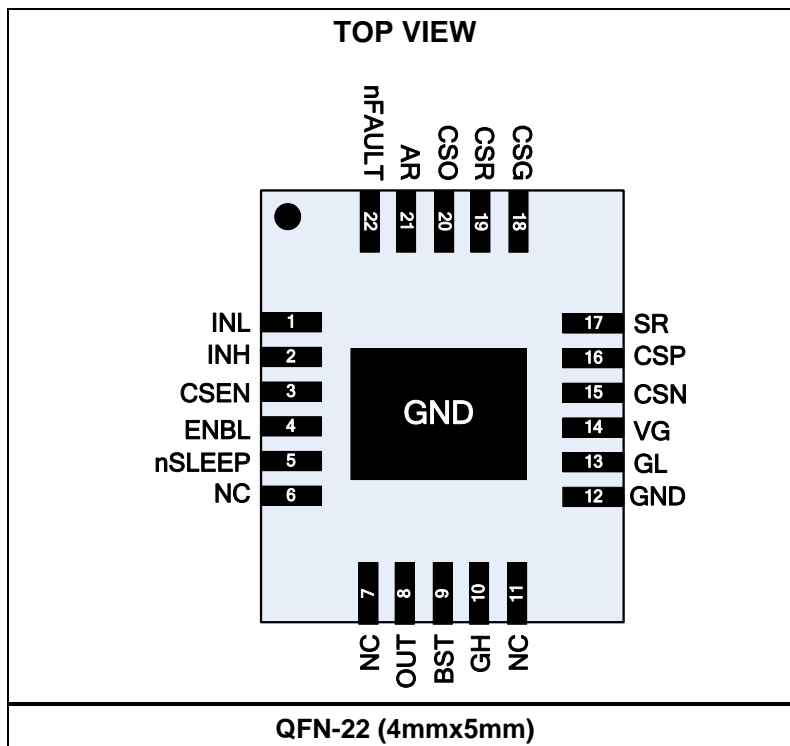 TOP VIEW
nFAULT AR CSO CSR CSG
22 21 20 19 18
INL 1
INH 2
CSEN 3
ENBL 4
nSLEEP 5
NC 6
GND
17 SR
16 CSP
15 CSN
14 VG
13 GL
12 GND
7 8 9 10 11
NC OUT BST GH NC
QFN-22 (4mmx5mm)